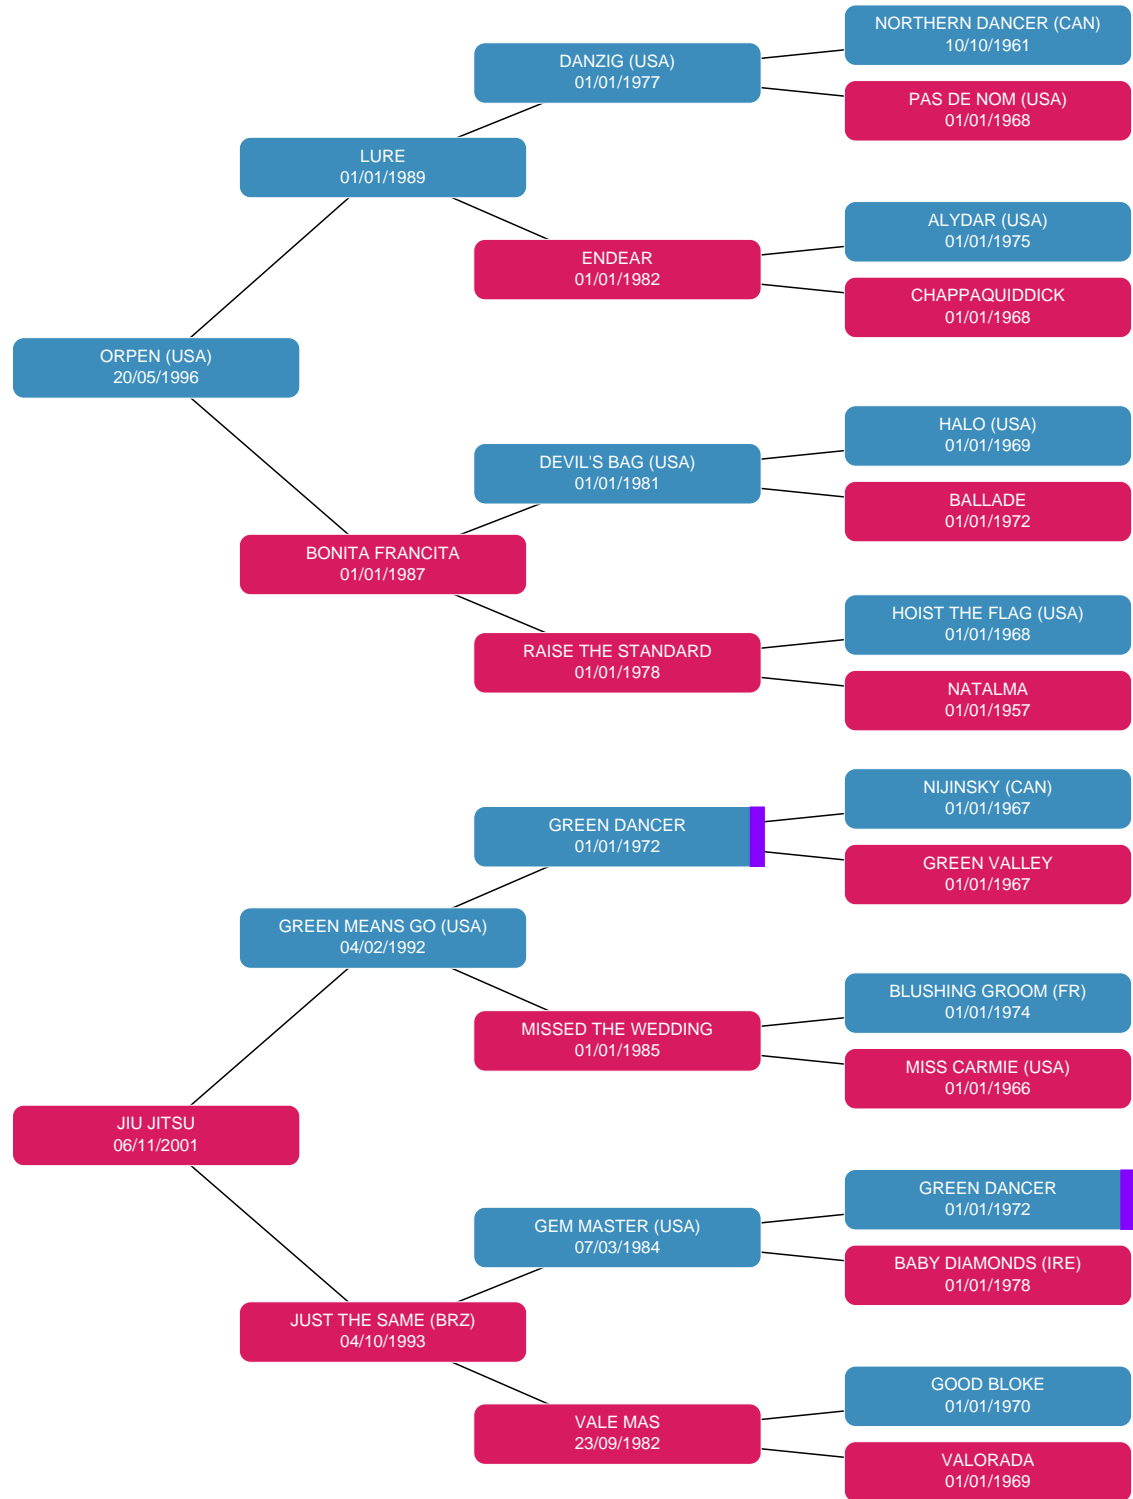 NORTHERN DANCER (CAN)
10/10/1961
DANZIG (USA)
01/01/1977
PAS DE NOM (USA)
01/01/1968
LURE
01/01/1989
ALYDAR (USA)
01/01/1975
ENDEAR
01/01/1982
CHAPPAQUIDDICK
01/01/1968
ORPEN (USA)
20/05/1996
HALO (USA)
01/01/1969
DEVIL'S BAG (USA)
01/01/1981
BALLADE
01/01/1972
BONITA FRANCITA
01/01/1987
HOIST THE FLAG (USA)
01/01/1968
RAISE THE STANDARD
01/01/1978
NATALMA
01/01/1957
NIJINSKY (CAN)
01/01/1967
GREEN DANCER
01/01/1972
GREEN VALLEY
01/01/1967
GREEN MEANS GO (USA)
04/02/1992
BLUSHING GROOM (FR)
01/01/1974
MISSED THE WEDDING
01/01/1985
MISS CARMIE (USA)
01/01/1966
JIU JITSU
06/11/2001
GREEN DANCER
01/01/1972
GEM MASTER (USA)
07/03/1984
BABY DIAMONDS (IRE)
01/01/1978
JUST THE SAME (BRZ)
04/10/1993
GOOD BLOKE
01/01/1970
VALE MAS
23/09/1982
VALORADA
01/01/1969